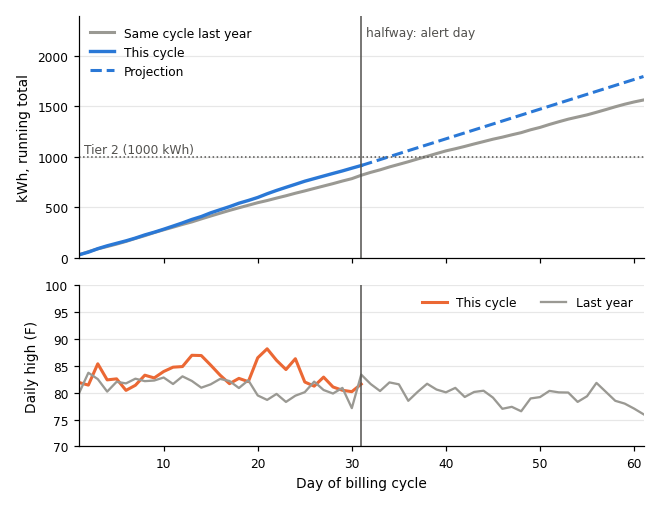 halfway: alert day
Same cycle last year
This cycle
Projection
Tier 2 (1000 kWh)
kWh, running total
2000
1500
1000
500
0
This cycle
Last year
Daily high (F)
100
95
90
85
80
75
70
10
20
30
40
50
60
Day of billing cycle